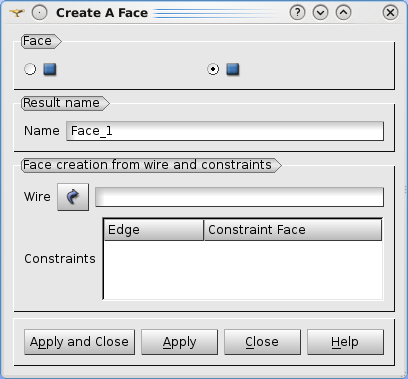 Create A Face
Face
Result name
Name Face_1
Face creation from wire and constraints
Wire
Edge Constraint Face
Constraints
Apply and Close Apply Close Help